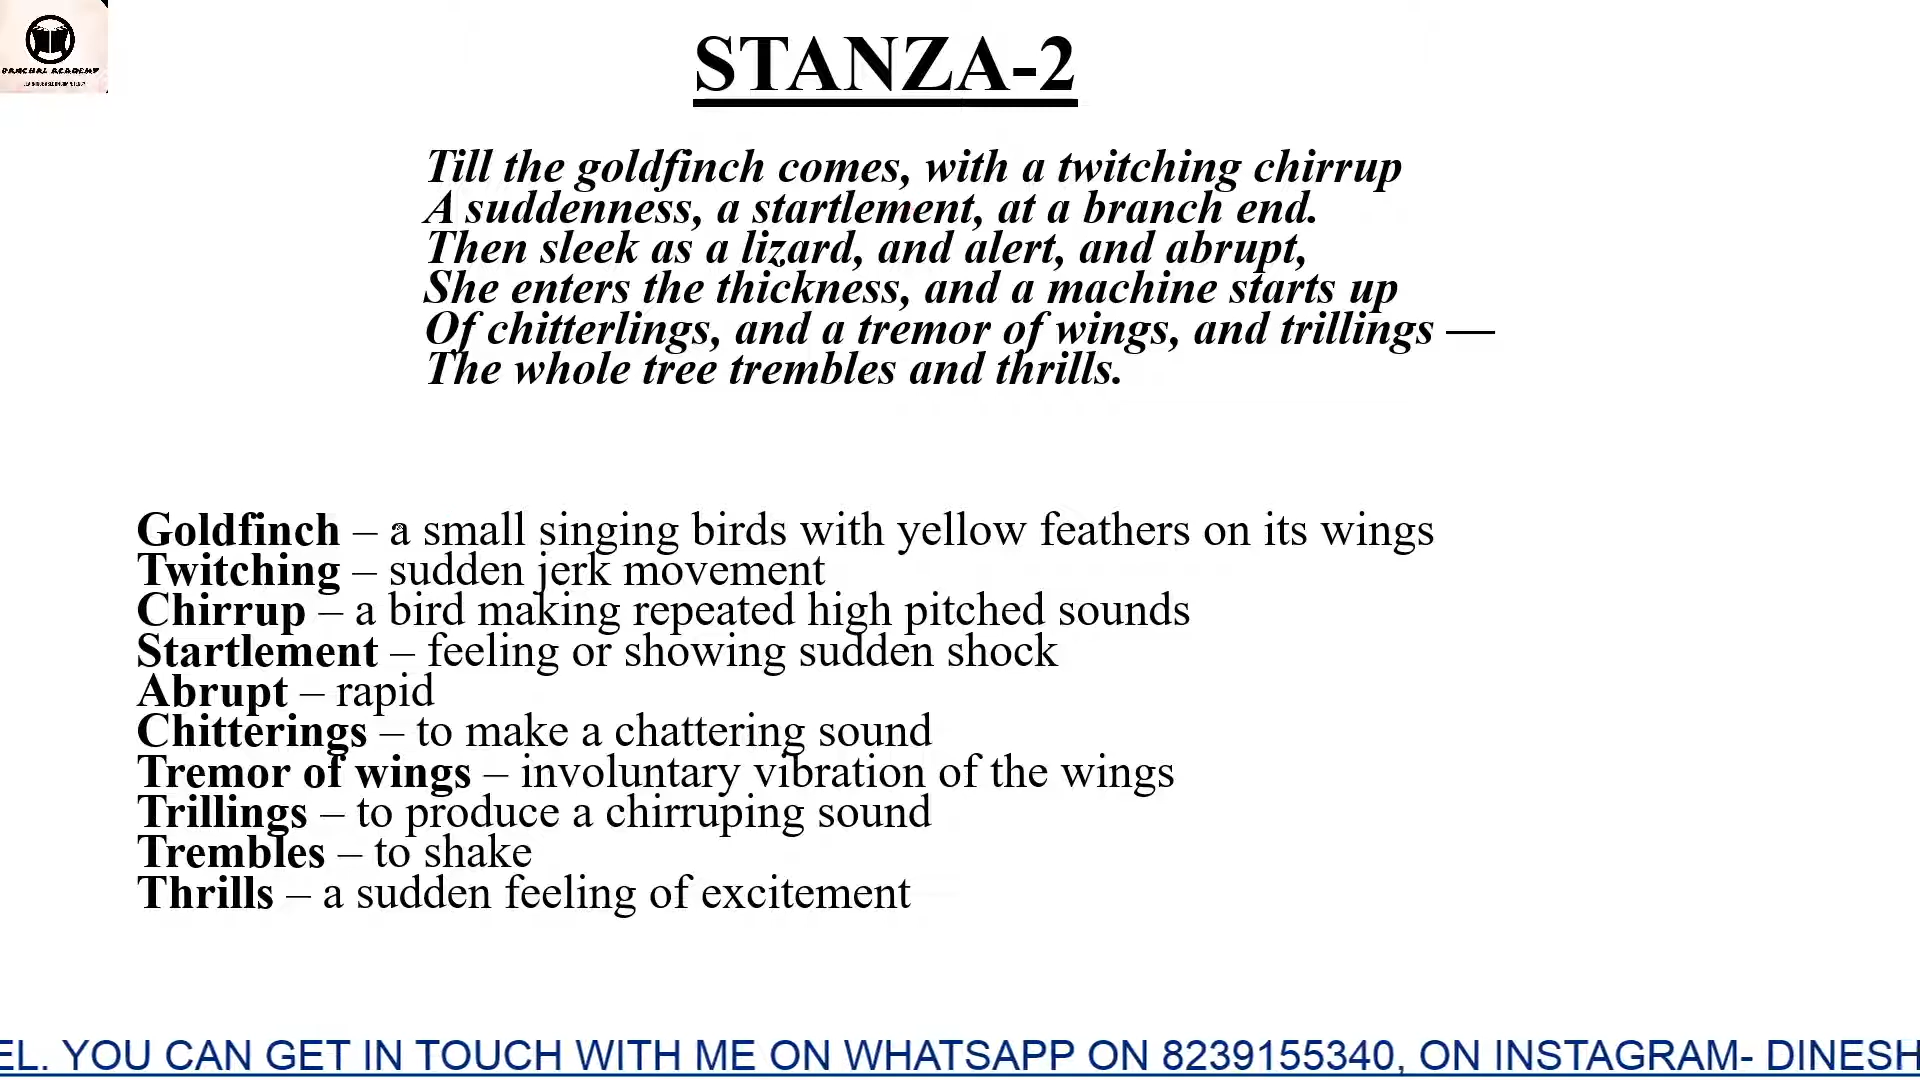 PANCHAL ACADEMY
STANZA-2
Till the goldfinch comes, with a twitching chirrup
A suddenness, a startlement, at a branch end.
Then sleek as a lizard, and alert, and abrupt,
She enters the thickness, and a machine starts up
Of chitterlings, and a tremor of wings, and trillings —
The whole tree trembles and thrills.
Goldfinch – a small singing birds with yellow feathers on its wings
Twitching – sudden jerk movement
Chirrup – a bird making repeated high pitched sounds
Startlement – feeling or showing sudden shock
Abrupt – rapid
Chitterings – to make a chattering sound
Tremor of wings – involuntary vibration of the wings
Trillings – to produce a chirruping sound
Trembles – to shake
Thrills – a sudden feeling of excitement
EL. YOU CAN GET IN TOUCH WITH ME ON WHATSAPP ON 8239155340, ON INSTAGRAM- DINESH